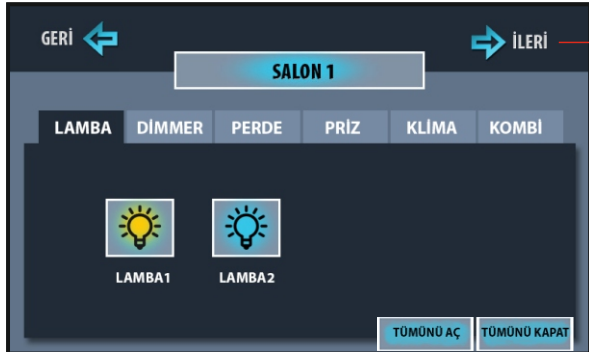 GERİ
İLERİ
SALON 1
LAMBA DİMMER PERDE PRİZ KLİMA KOMBİ
LAMBA1 LAMBA2
TÜMÜNÜ AÇ TÜMÜNÜ KAPAT